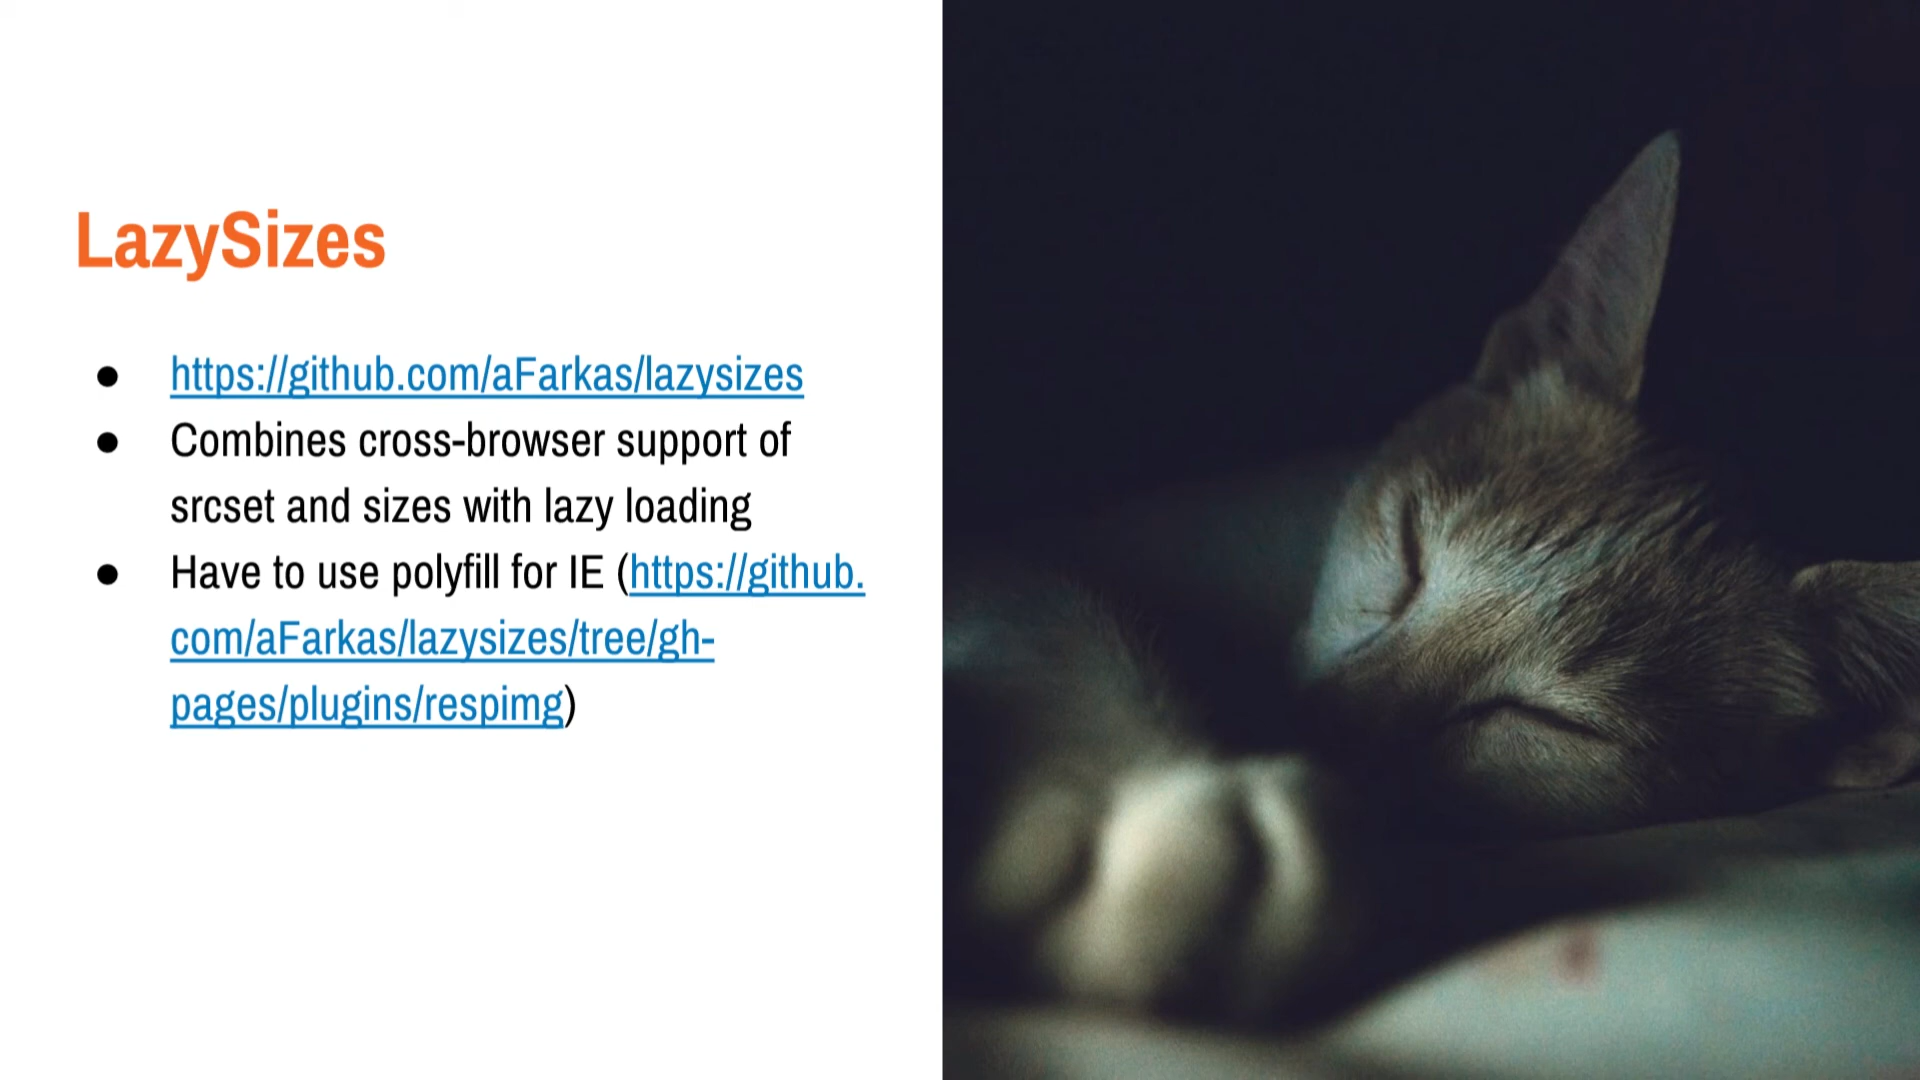 LazySizes
● https://github.com/aFarkas/lazysizes
● Combines cross-browser support of
srcset and sizes with lazy loading
● Have to use polyfill for IE (https://github.
com/aFarkas/lazysizes/tree/gh-
pages/plugins/respimg)